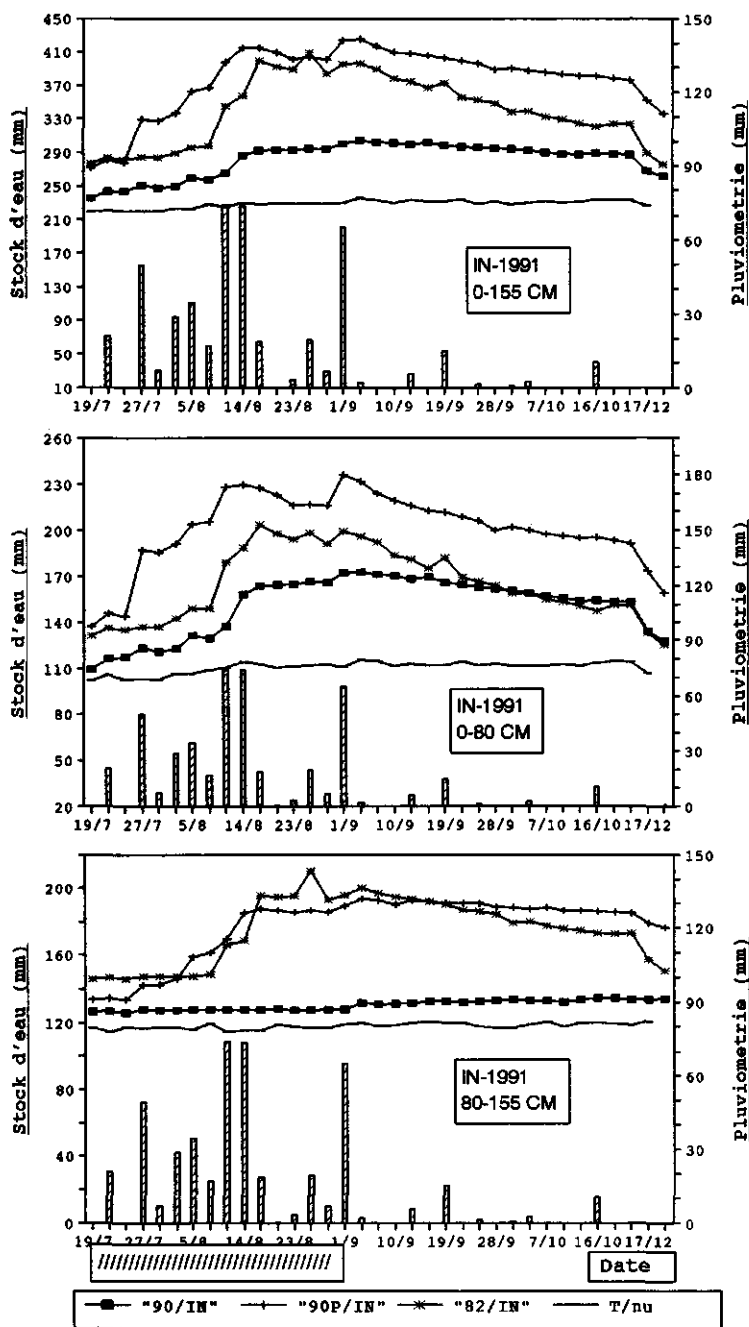 450
410
370
330
290
250
210
170
130
90
50
10
Stock d'eau (mm)
150
120
90
60
30
0
Pluviometrie (mm)
IN-1991
0-155 CM
19/7 27/7 5/8 14/8 23/8 1/9 10/9 19/9 28/9 7/10 16/10 17/12
260
230
200
170
140
110
80
50
20
Stock d'eau (mm)
180
150
120
90
60
30
0
Pluviometrie (mm)
IN-1991
0-80 CM
19/7 27/7 5/8 14/8 23/8 1/9 10/9 19/9 28/9 7/10 16/10 17/12
200
160
120
80
40
0
Stock d'eau (mm)
150
120
90
60
30
0
Pluviometrie (mm)
IN-1991
80-155 CM
19/7 27/7 5/8 14/8 23/8 1/9 10/9 19/9 28/9 7/10 16/10 17/12
Date
"90/IN" "90P/IN" "82/IN" T/nu